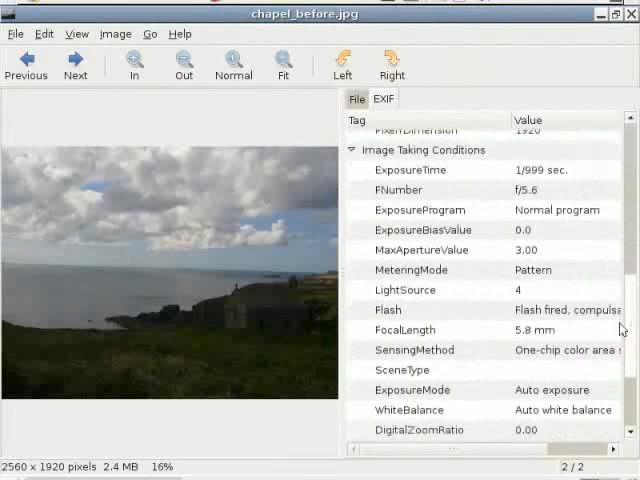 chapel_before.jpg
File Edit View Image Go Help
Previous Next In Out Normal Fit Left Right
File EXIF
Tag Value
PixelYDimension 1920
Image Taking Conditions
ExposureTime 1/999 sec.
FNumber f/5.6
ExposureProgram Normal program
ExposureBiasValue 0.0
MaxApertureValue 3.00
MeteringMode Pattern
LightSource 4
Flash Flash fired, compulsa
FocalLength 5.8 mm
SensingMethod One-chip color area s
SceneType
ExposureMode Auto exposure
WhiteBalance Auto white balance
DigitalZoomRatio 0.00
2560 x 1920 pixels 2.4 MB 16% 2 / 2